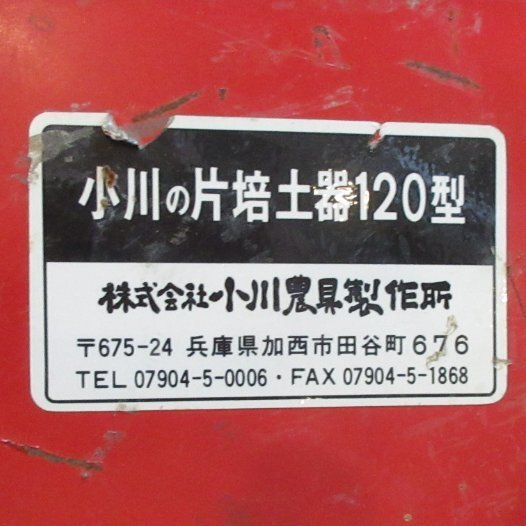 小川の片培土器120型
株式会社小川農具製作所
〒675-24 兵庫県加西市田谷町676
TEL 07904-5-0006・FAX 07904-5-1868